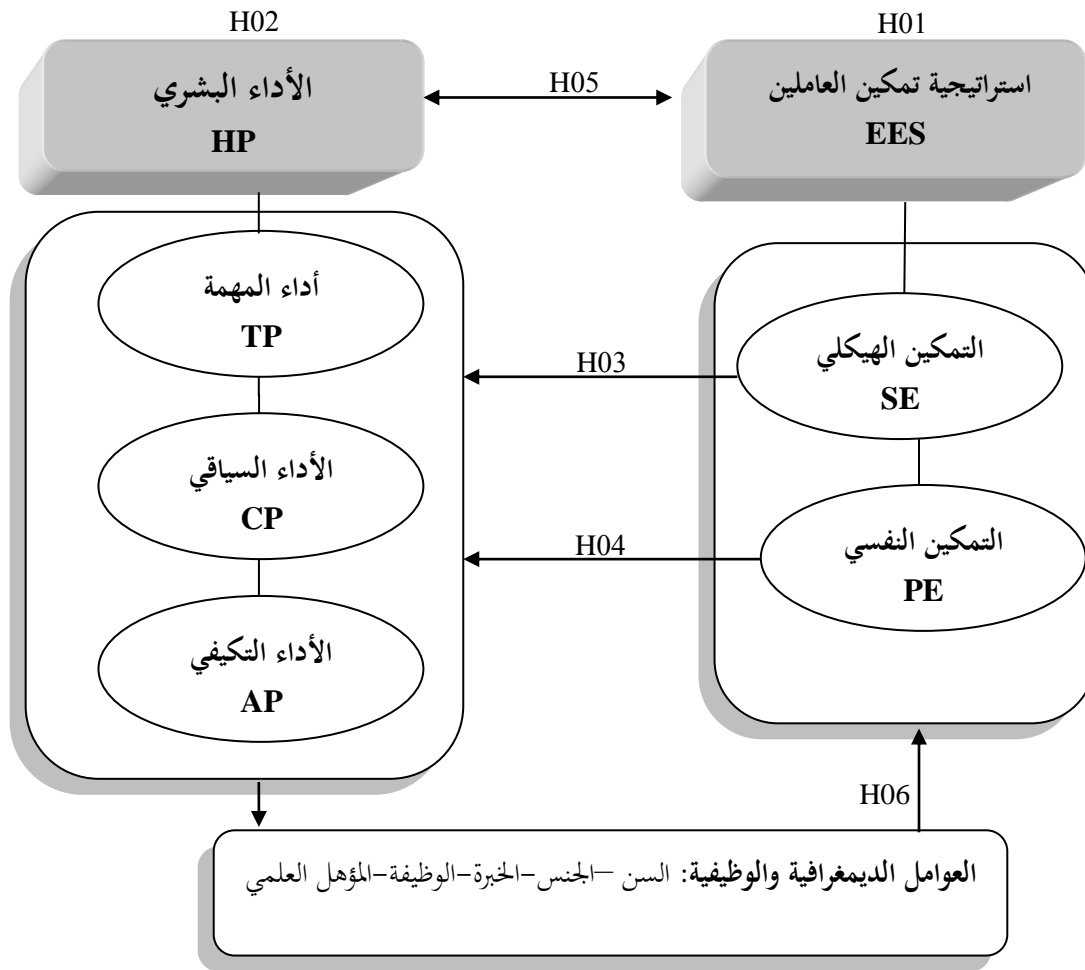 H01
H02
استراتيجية تمكين العاملين
EES
H05
الأداء البشري
HP
التمكين الهيكلي
SE
التمكين النفسي
PE
H03
H04
أداء المهمة
TP
الأداء السياقي
CP
الأداء التكيفي
AP
H06
العوامل الديمغرافية والوظيفية: السن –الجنس-الخبرة-الوظيفة-المؤهل العلمي